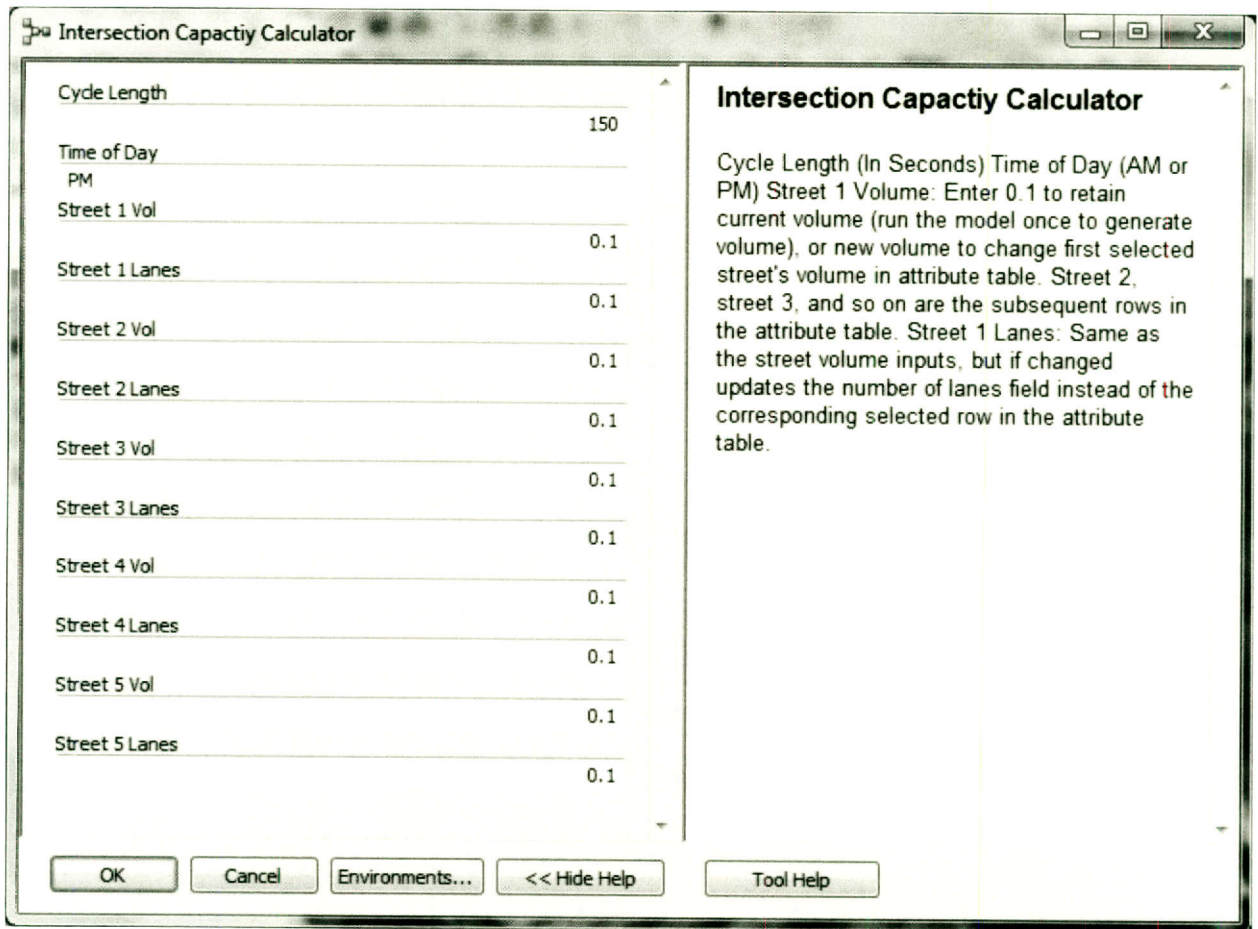 Intersection Capactiy Calculator
Cycle Length
150
Time of Day
PM
Street 1 Vol
0.1
Street 1 Lanes
0.1
Street 2 Vol
0.1
Street 2 Lanes
0.1
Street 3 Vol
0.1
Street 3 Lanes
0.1
Street 4 Vol
0.1
Street 4 Lanes
0.1
Street 5 Vol
0.1
Street 5 Lanes
0.1
OK
Cancel
Environments...
<< Hide Help
Intersection Capactiy Calculator
Cycle Length (In Seconds) Time of Day (AM or
PM) Street 1 Volume: Enter 0.1 to retain
current volume (run the model once to generate
volume), or new volume to change first selected
street's volume in attribute table. Street 2,
street 3, and so on are the subsequent rows in
the attribute table. Street 1 Lanes: Same as
the street volume inputs, but if changed
updates the number of lanes field instead of the
corresponding selected row in the attribute
table.
Tool Help